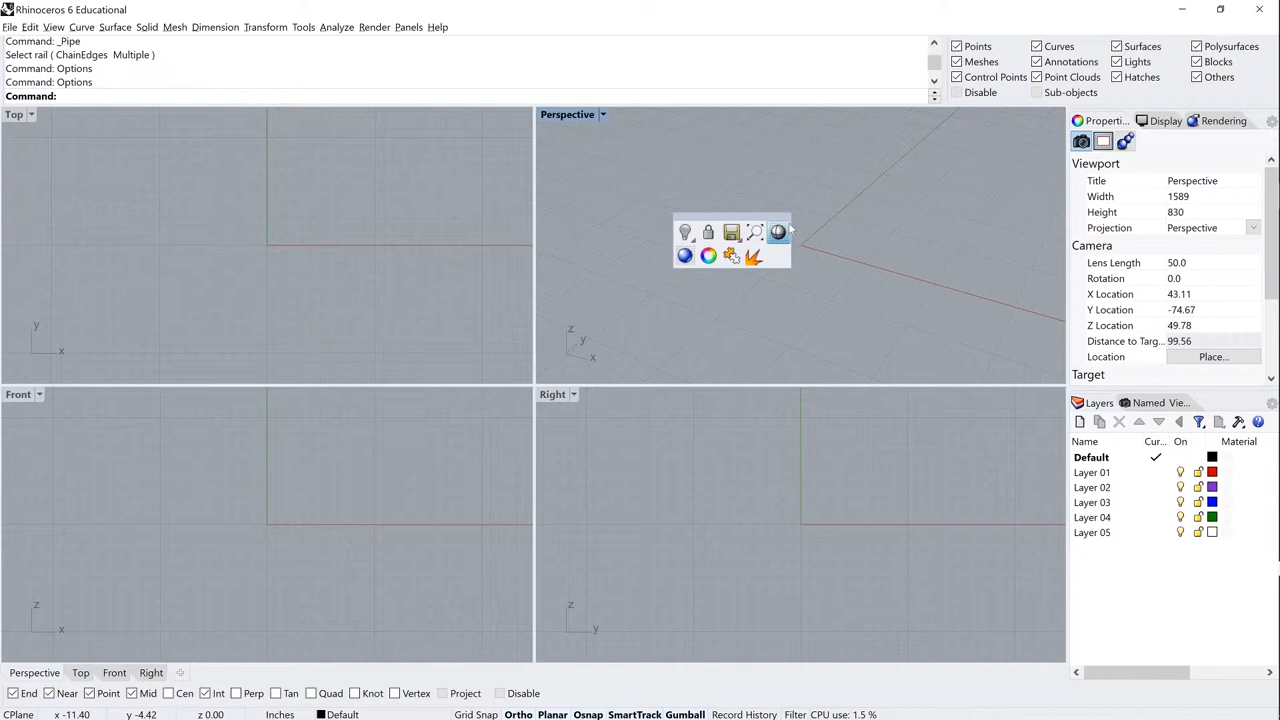 Rhinoceros 6 Educational
File Edit View Curve Surface Solid Mesh Dimension Transform Tools Analyze Render Panels Help
Command: _Pipe
Select rail ( ChainEdges Multiple )
Command: Options
Command: Options
Command:
Points Curves Surfaces Polysurfaces
Meshes Annotations Lights Blocks
Control Points Point Clouds Hatches Others
Disable Sub-objects
Top
y
x
Perspective
z
y
x
Front
z
x
Right
z
y
Properti... Display Rendering
Viewport
Title Perspective
Width 1589
Height 830
Projection Perspective
Camera
Lens Length 50.0
Rotation 0.0
X Location 43.11
Y Location -74.67
Z Location 49.78
Distance to Targ... 99.56
Location Place...
Target
Layers Named Vie...
Name Cur... On Material
Default
Layer 01
Layer 02
Layer 03
Layer 04
Layer 05
Perspective Top Front Right
End Near Point Mid Cen Int Perp Tan Quad Knot Vertex Project Disable
CPlane x -11.40 y -4.42 z 0.00 Inches Default Grid Snap Ortho Planar Osnap SmartTrack Gumball Record History Filter CPU use: 1.5 %